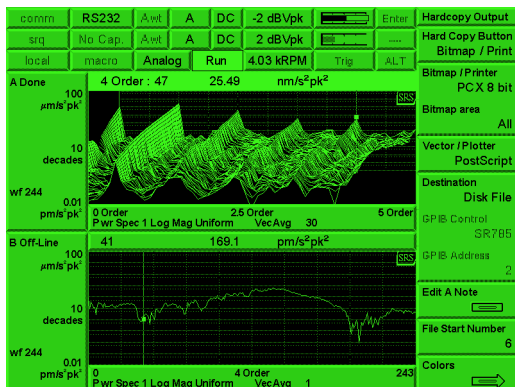 comm RS232 Awt A DC -2 dBVpk Enter
srq No Cap. Awt A DC 2 dBVpk ----
local macro Analog Run 4.03 kRPM Trig ALT
A Done 4 Order : 47 25.49 nm/s²pk²
100
µm/s²pk²
SRS
10
decades
wf 244
0.01
pm/s²pk²
0 Order 2.5 Order 5 Order
Pwr Spec 1 Log Mag Uniform VecAvg 30
B Off-Line 41 169.1 pm/s²pk²
100
µm/s²pk²
SRS
10
decades
wf 244
0.01
pm/s²pk²
0 4 Order 243
Pwr Spec 1 Log Mag Uniform VecAvg 1
Hardcopy Output
Hard Copy Button
Bitmap / Print
Bitmap / Printer
PCX 8 bit
Bitmap area
All
Vector / Plotter
PostScript
Destination
Disk File
GPIB Control
SR785
GPIB Address
2
Edit A Note
File Start Number
6
Colors